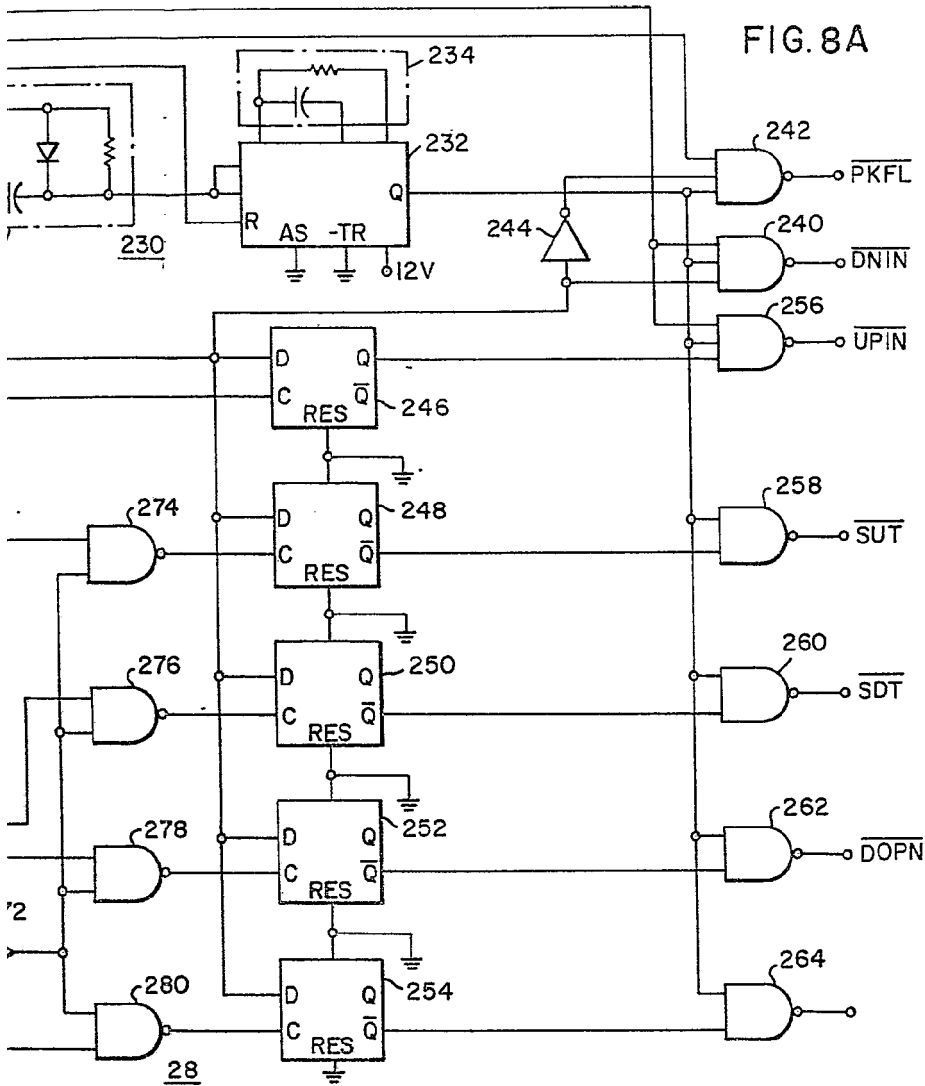 FIG. 8A
234
232
242
PKFL
Q
R
AS -TR
12V
230
244
240
DNIN
256
UPIN
D Q
C Q
RES
246
274
D Q
C Q
RES
248
258
SUT
276
D Q
C Q
RES
250
260
SDT
278
D Q
C Q
RES
252
262
DOPN
72
280
D Q
C Q
RES
254
264
28